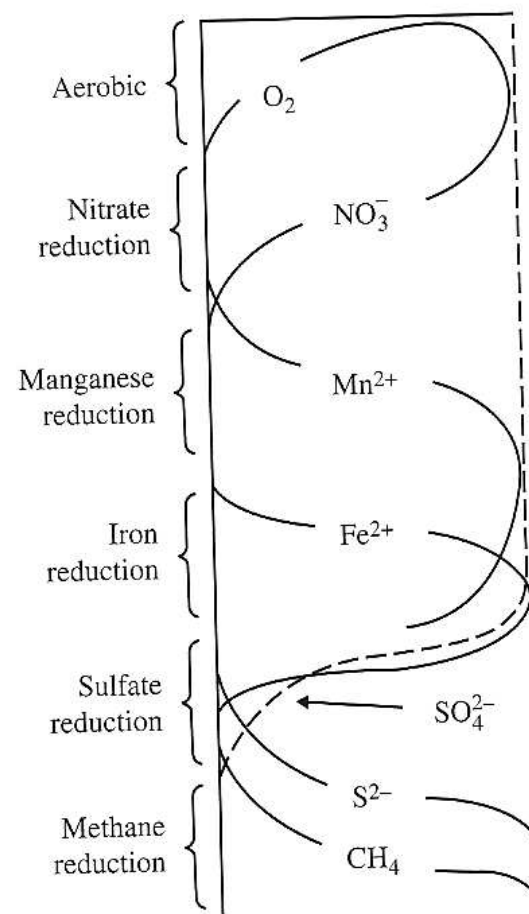 Aerobic
O₂
Nitrate
reduction
NO₃⁻
Manganese
reduction
Mn²⁺
Iron
reduction
Fe²⁺
Sulfate
reduction
SO₄²⁻
S²⁻
Methane
reduction
CH₄